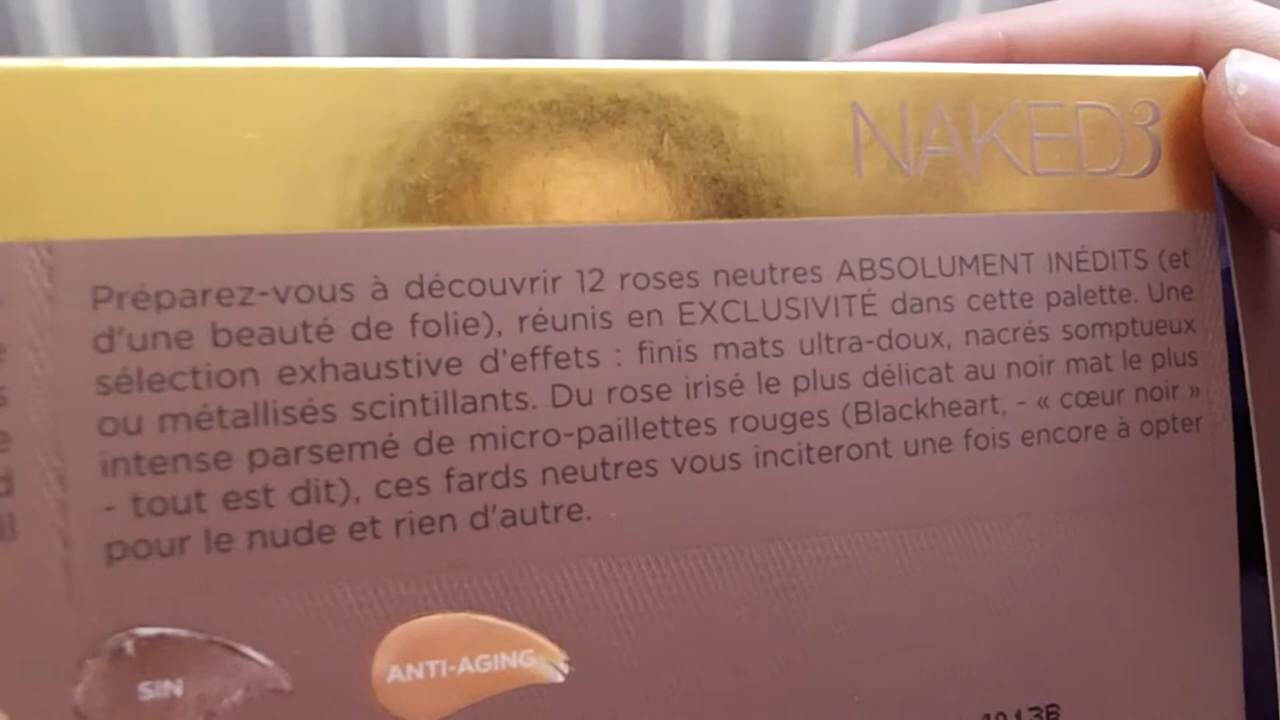 NAKED3
Préparez-vous à découvrir 12 roses neutres ABSOLUMENT INÉDITS (et
d'une beauté de folie), réunis en EXCLUSIVITÉ dans cette palette. Une
sélection exhaustive d'effets : finis mats ultra-doux, nacrés somptueux
ou métallisés scintillants. Du rose irisé le plus délicat au noir mat le plus
intense parsemé de micro-paillettes rouges (Blackheart, - « cœur noir »
- tout est dit), ces fards neutres vous inciteront une fois encore à opter
pour le nude et rien d'autre.
SIN
ANTI-AGING